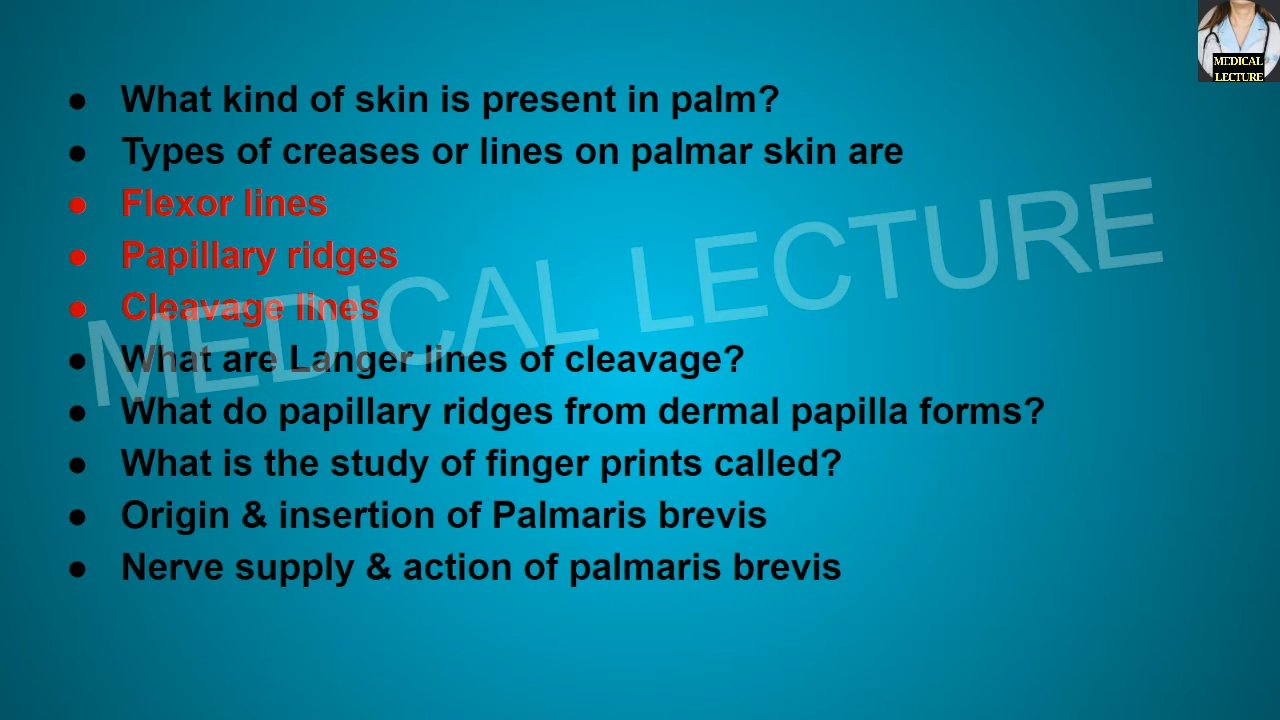 MEDICAL
LECTURE
● What kind of skin is present in palm?
● Types of creases or lines on palmar skin are
● Flexor lines
● Papillary ridges
● Cleavage lines
● What are Langer lines of cleavage?
● What do papillary ridges from dermal papilla forms?
● What is the study of finger prints called?
● Origin & insertion of Palmaris brevis
● Nerve supply & action of palmaris brevis
MEDICAL LECTURE